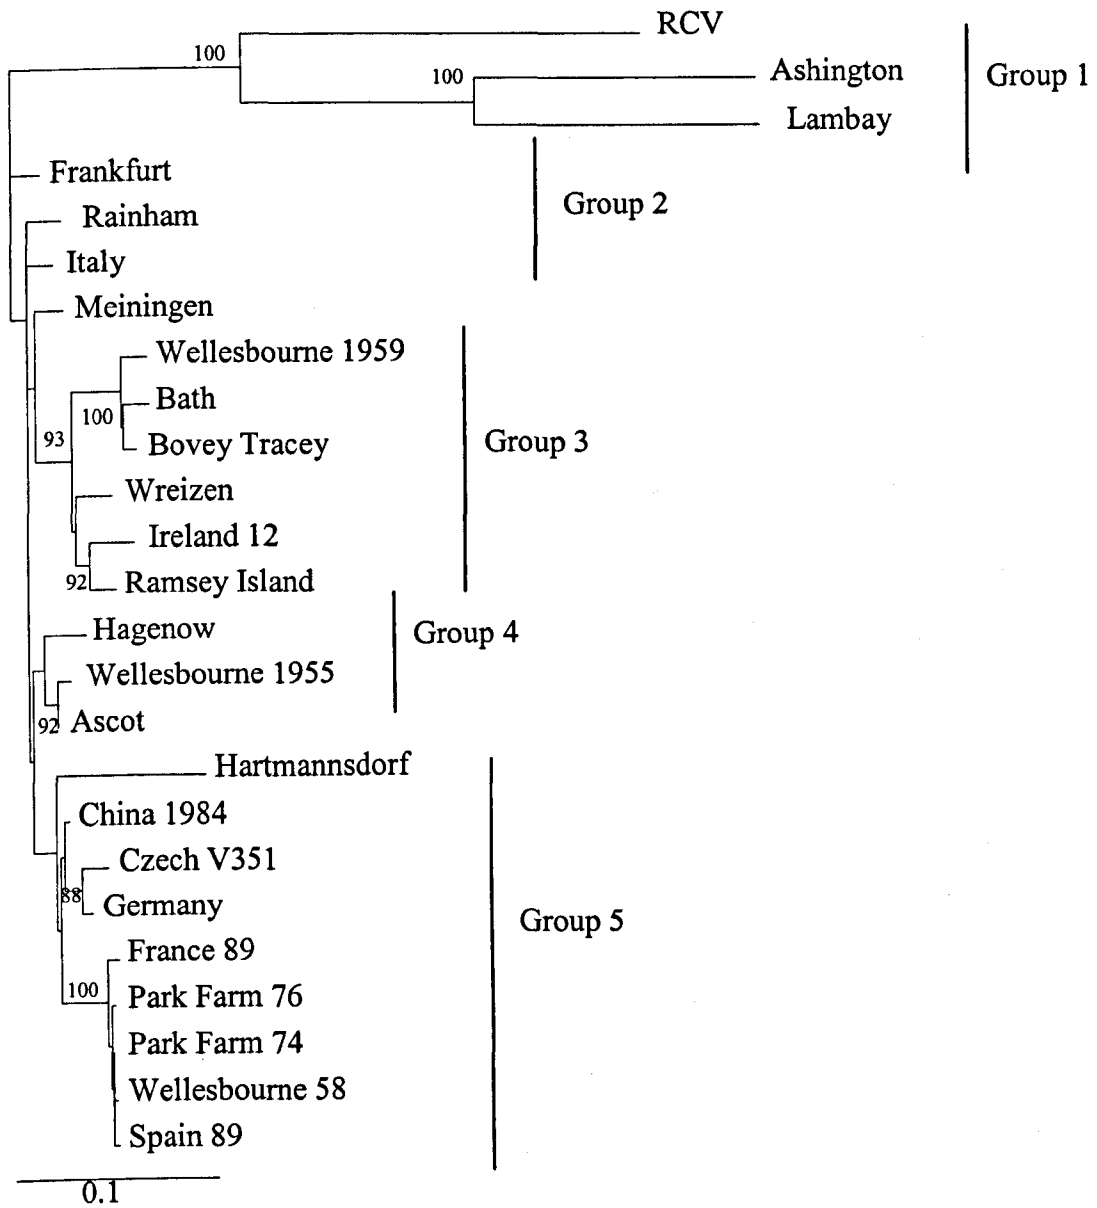 RCV
100
100
Ashington
Group 1
Lambay
Frankfurt
Group 2
Rainham
Italy
Meiningen
Wellesbourne 1959
Bath
100
93
Bovey Tracey
Group 3
Wreizen
Ireland 12
92
Ramsey Island
Hagenow
Group 4
Wellesbourne 1955
92
Ascot
Hartmannsdorf
China 1984
Czech V351
88
Germany
Group 5
France 89
100
Park Farm 76
Park Farm 74
Wellesbourne 58
Spain 89
0.1